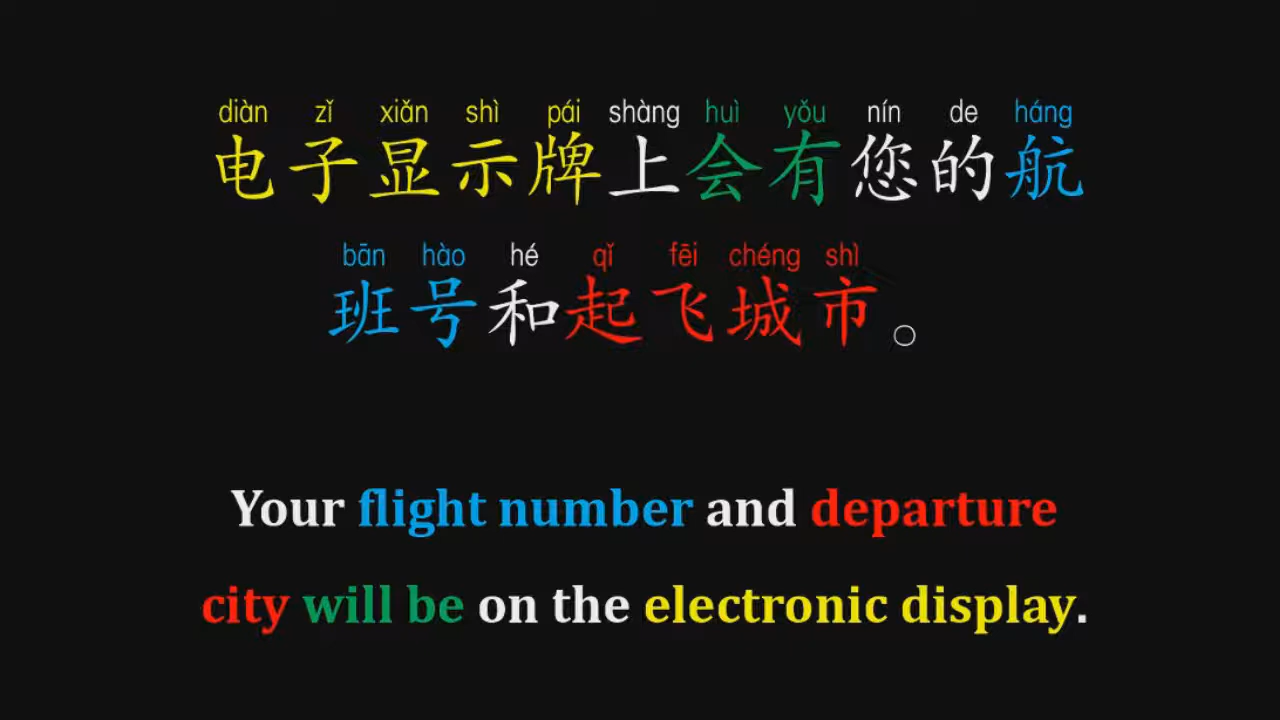 diàn zǐ xiǎn shì pái shàng huì yǒu nín de háng
电子显示牌上会有您的航
bān hào hé qǐ fēi chéng shì
班号和起飞城市。
Your flight number and departure
city will be on the electronic display.